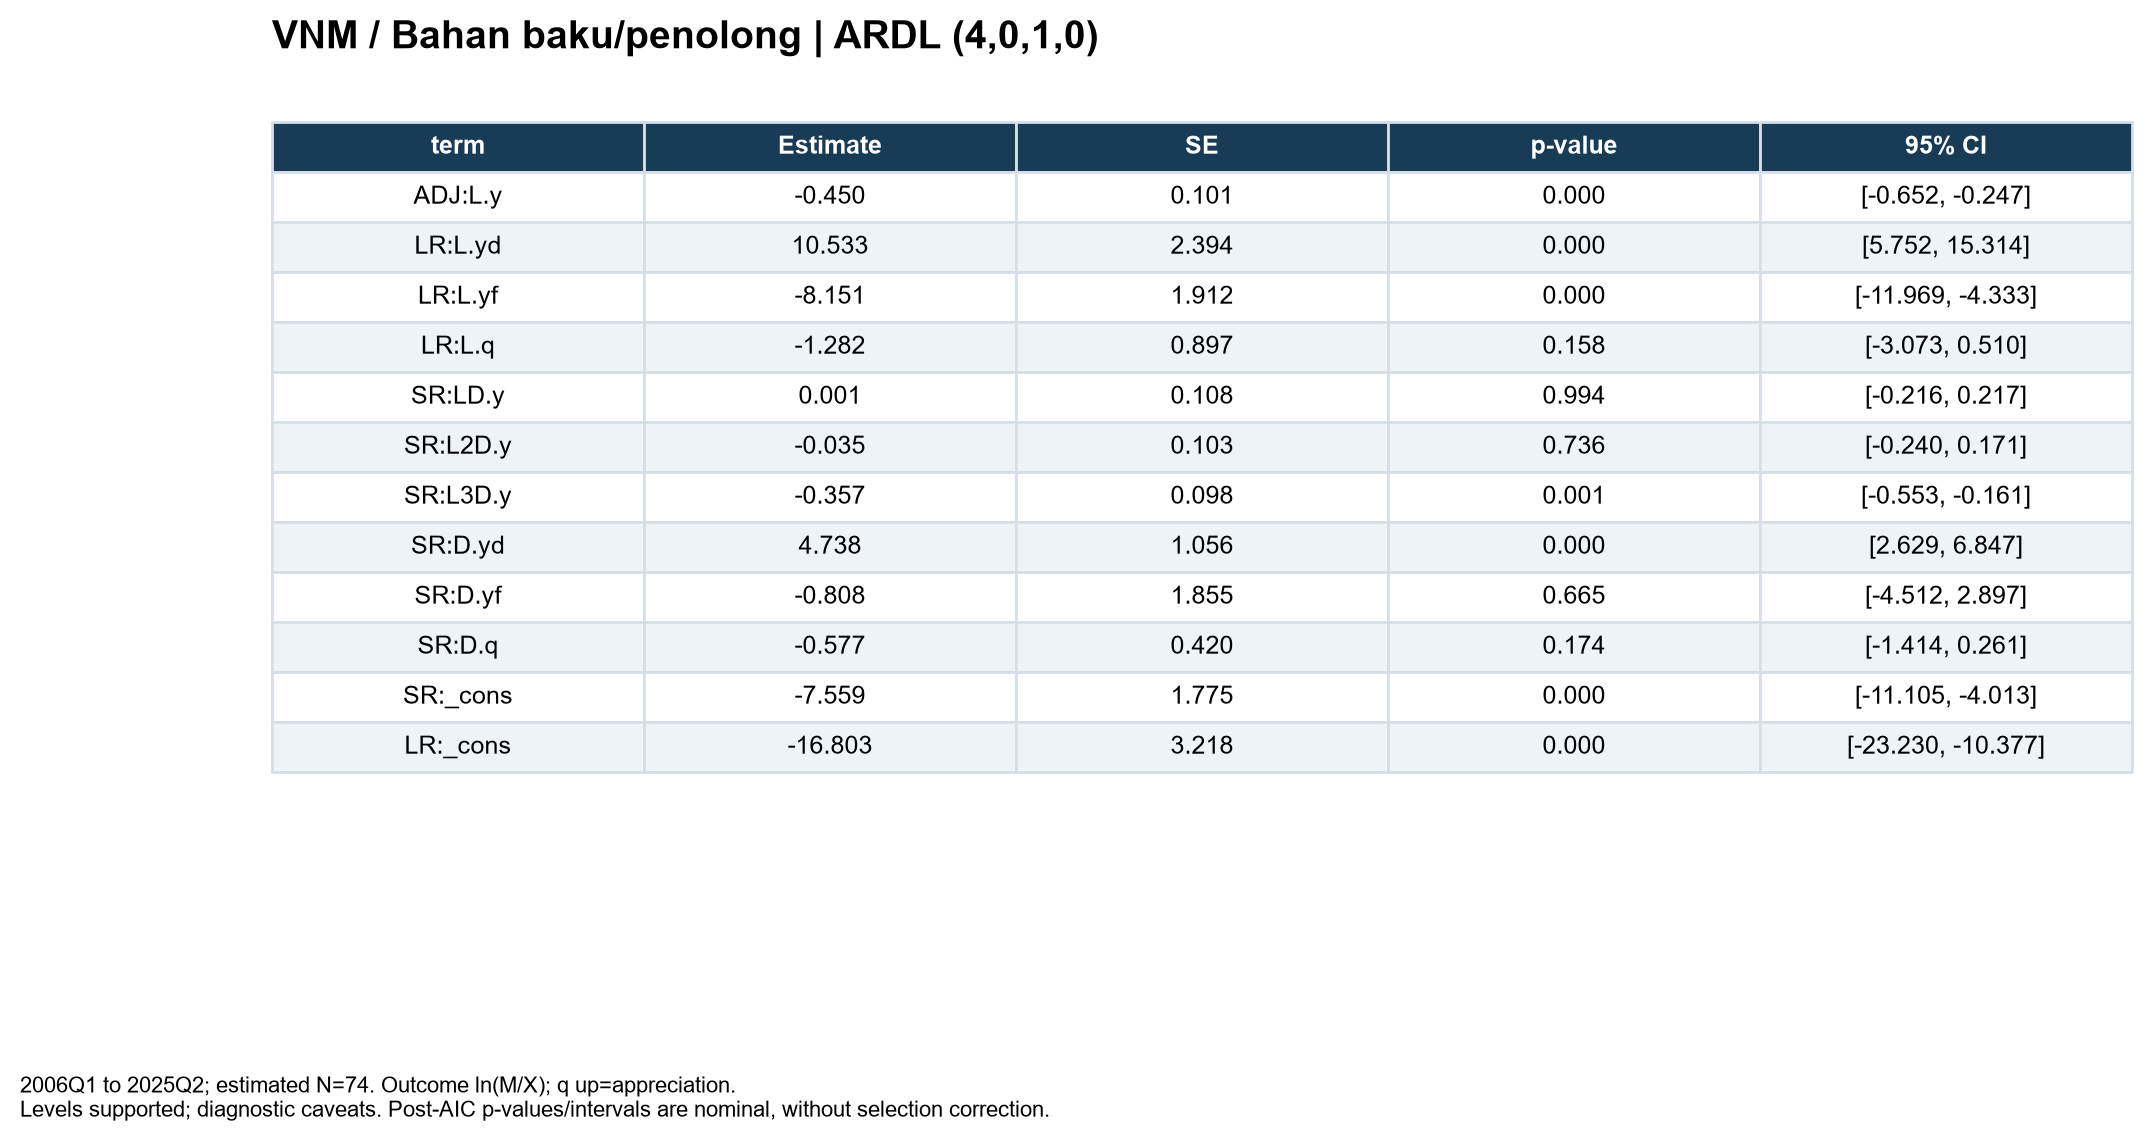 VNM / Bahan baku/penolong | ARDL (4,0,1,0)
term Estimate SE p-value 95% CI
ADJ:L.y -0.450 0.101 0.000 [-0.652, -0.247]
LR:L.yd 10.533 2.394 0.000 [5.752, 15.314]
LR:L.yf -8.151 1.912 0.000 [-11.969, -4.333]
LR:L.q -1.282 0.897 0.158 [-3.073, 0.510]
SR:LD.y 0.001 0.108 0.994 [-0.216, 0.217]
SR:L2D.y -0.035 0.103 0.736 [-0.240, 0.171]
SR:L3D.y -0.357 0.098 0.001 [-0.553, -0.161]
SR:D.yd 4.738 1.056 0.000 [2.629, 6.847]
SR:D.yf -0.808 1.855 0.665 [-4.512, 2.897]
SR:D.q -0.577 0.420 0.174 [-1.414, 0.261]
SR:_cons -7.559 1.775 0.000 [-11.105, -4.013]
LR:_cons -16.803 3.218 0.000 [-23.230, -10.377]
2006Q1 to 2025Q2; estimated N=74. Outcome ln(M/X); q up=appreciation.
Levels supported; diagnostic caveats. Post-AIC p-values/intervals are nominal, without selection correction.